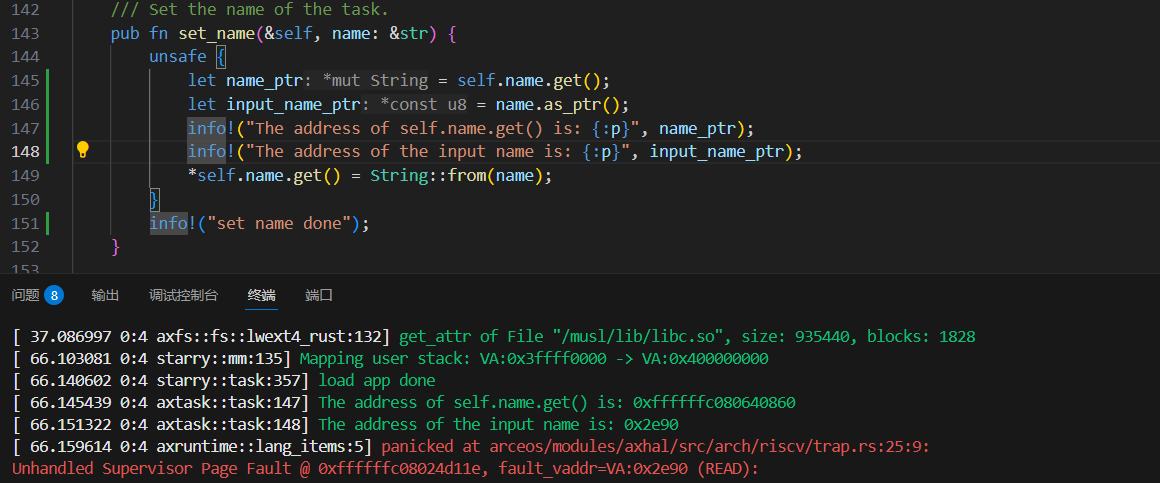 142 /// Set the name of the task.
143 pub fn set_name(&self, name: &str) {
144 unsafe {
145 let name_ptr: *mut String = self.name.get();
146 let input_name_ptr: *const u8 = name.as_ptr();
147 info!("The address of self.name.get() is: {:p}", name_ptr);
148 info!("The address of the input name is: {:p}", input_name_ptr);
149 *self.name.get() = String::from(name);
150 }
151 info!("set name done");
152 }
153
问题 8 输出 调试控制台 终端 端口
[ 37.086997 0:4 axfs::fs::lwext4_rust:132] get_attr of File "/musl/lib/libc.so", size: 935440, blocks: 1828
[ 66.103081 0:4 starry::mm:135] Mapping user stack: VA:0x3ffff0000 -> VA:0x400000000
[ 66.140602 0:4 starry::task:357] load app done
[ 66.145439 0:4 axtask::task:147] The address of self.name.get() is: 0xffffffc080640860
[ 66.151322 0:4 axtask::task:148] The address of the input name is: 0x2e90
[ 66.159614 0:4 axruntime::lang_items:5] panicked at arceos/modules/axhal/src/arch/riscv/trap.rs:25:9:
Unhandled Supervisor Page Fault @ 0xffffffc08024d11e, fault_vaddr=VA:0x2e90 (READ):